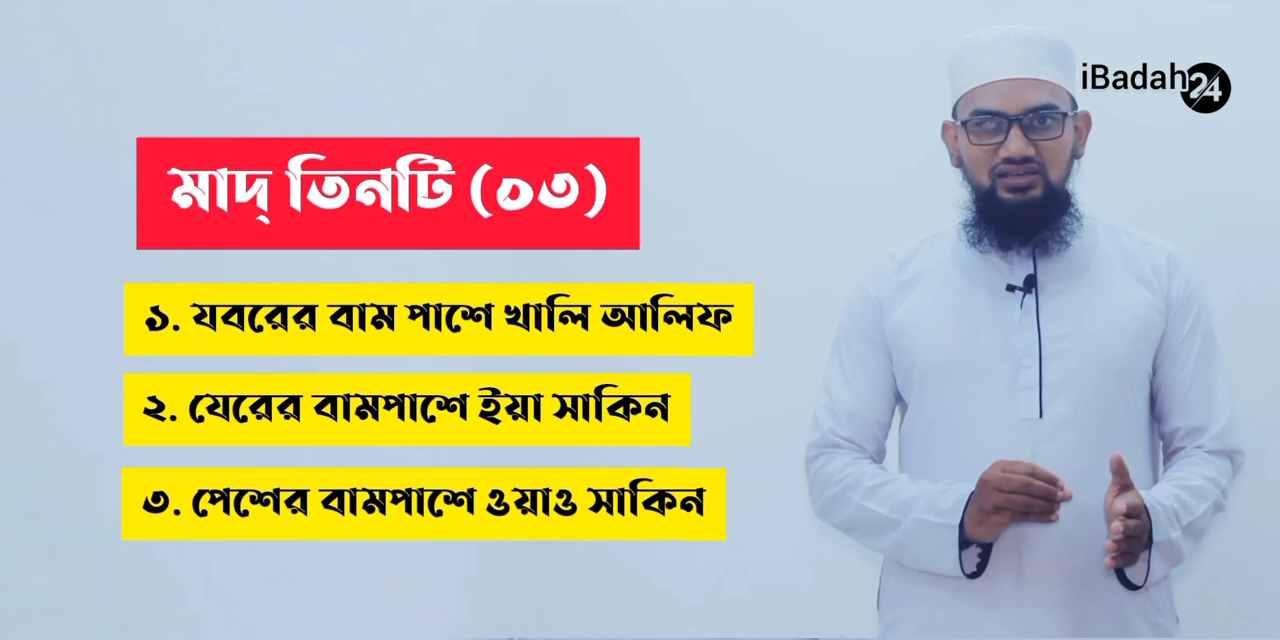 iBadah24
মাদ্ তিনটি (০৩)
১. যবরের বাম পাশে খালি আলিফ
২. যেরের বামপাশে ইয়া সাকিন
৩. পেশের বামপাশে ওয়াও সাকিন